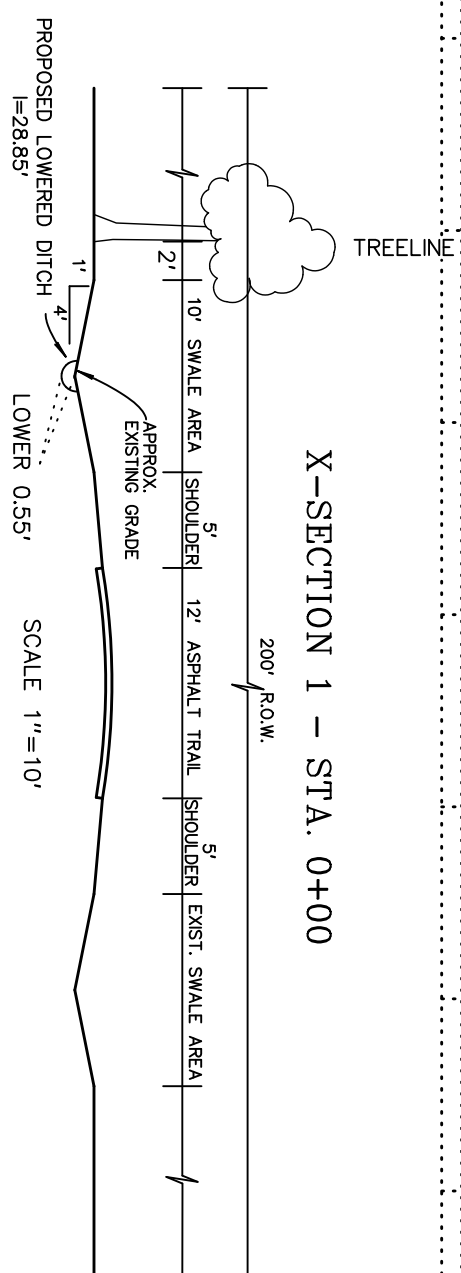 X-SECTION 1 - STA. 0+00
200' R.O.W.
TREELINE
2'
10' SWALE AREA
5'
SHOULDER
12' ASPHALT TRAIL
5'
SHOULDER
EXIST. SWALE AREA
APPROX.
EXISTING GRADE
1'
4'
PROPOSED LOWERED DITCH
I=28.85'
LOWER 0.55'
SCALE 1"=10'